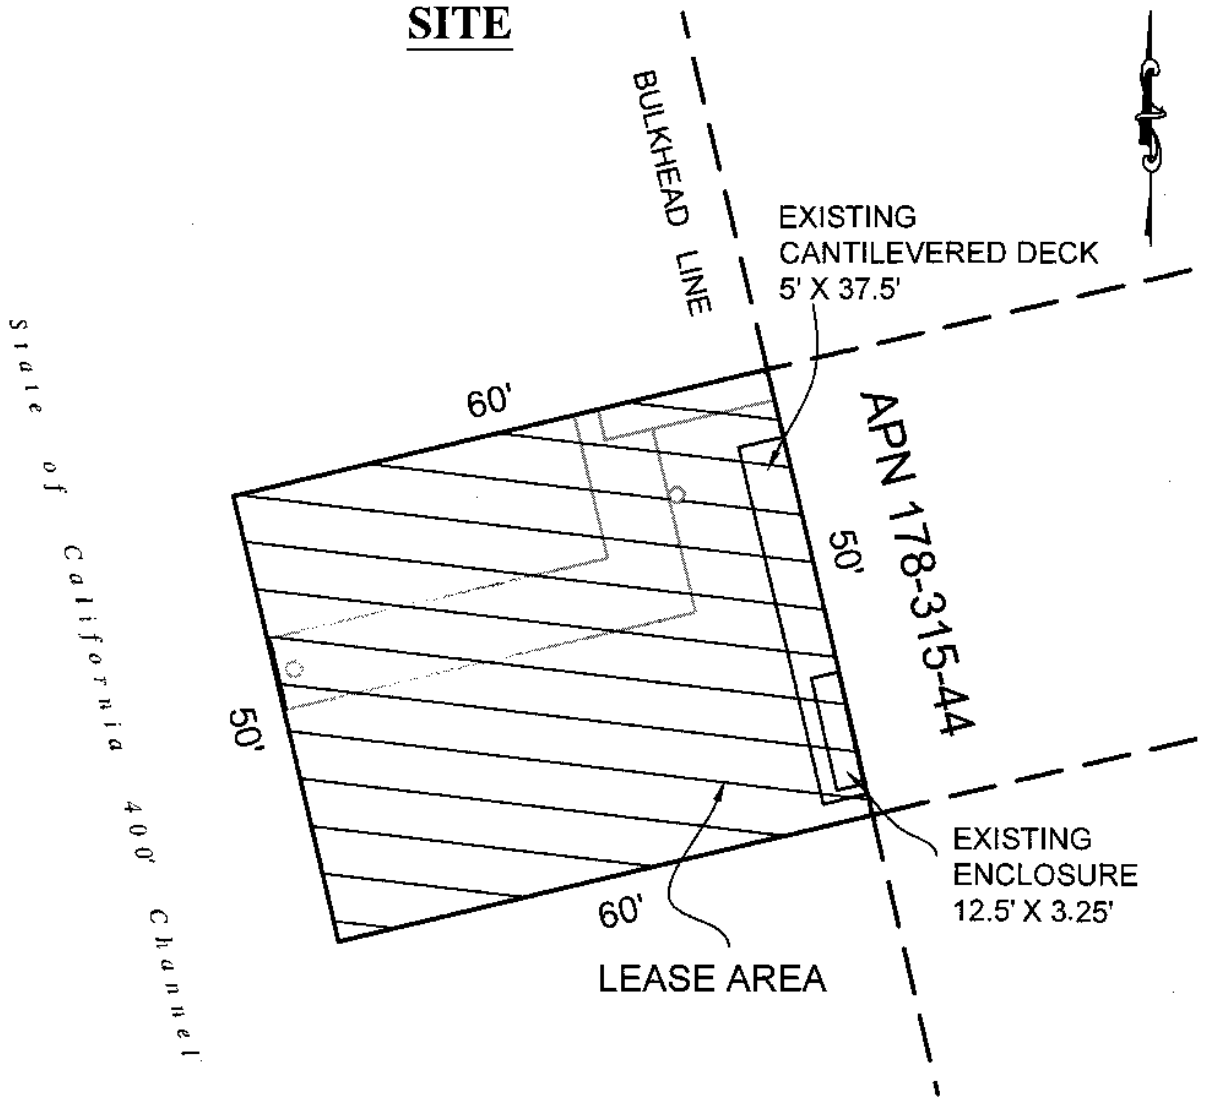 SITE
BULKHEAD LINE
EXISTING
CANTILEVERED DECK
5' X 37.5'
60'
APN 178-315-44
50'
State of California 400' Channel
50'
EXISTING
ENCLOSURE
12.5' X 3.25'
60'
LEASE AREA